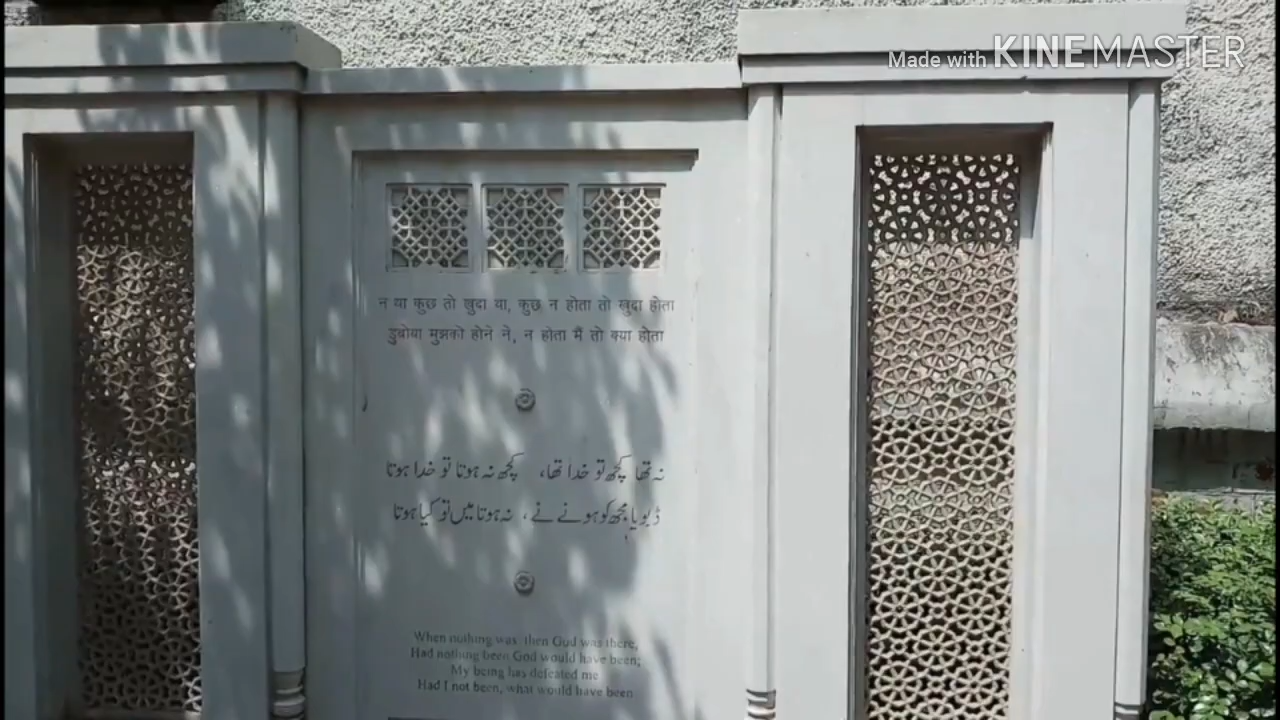 Made with KINEMASTER
न था कुछ तो ख़ुदा था, कुछ न होता तो ख़ुदा होता
डुबोया मुझको होने ने, न होता मैं तो क्या होता
نہ تھا کچھ تو خدا تھا، کچھ نہ ہوتا تو خدا ہوتا
ڈبویا مجھ کو ہونے نے، نہ ہوتا میں تو کیا ہوتا
When nothing was, then God was there,
Had nothing been God would have been;
My being has defeated me
Had I not been, what would have been